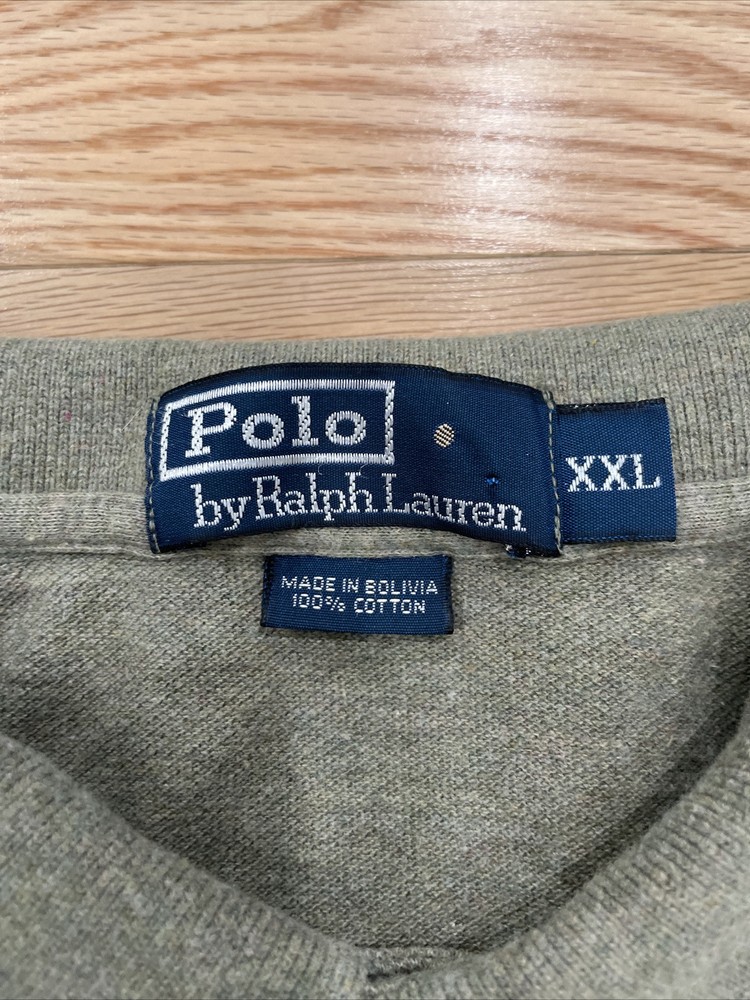 Polo
by Ralph Lauren
XXL
MADE IN BOLIVIA
100% COTTON